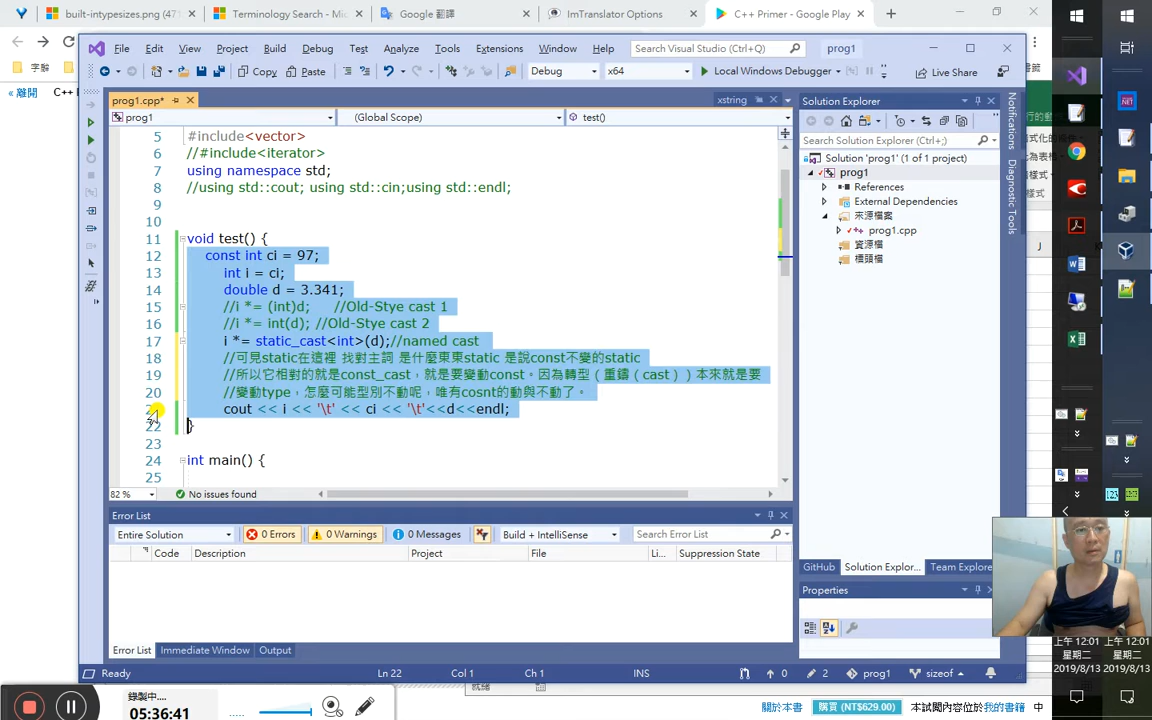 built-intypesizes.png (47
Terminology Search - Mi
Google 翻譯
ImTranslator Options
C++ Primer - Google Play
字齡
« 離開
C++ E
File Edit View Project Build Debug Test Analyze Tools Extensions Window Help
Search Visual Studio (Ctrl+Q)
prog1
Copy
Paste
Debug
x64
Local Windows Debugger
Live Share
prog1.cpp*
xstring
prog1
(Global Scope)
test()
5 #include<vector>
6 //#include<iterator>
7 using namespace std;
8 //using std::cout; using std::cin;using std::endl;
9
10
11 void test() {
12 const int ci = 97;
13 int i = ci;
14 double d = 3.341;
15 //i *= (int)d; //Old-Stye cast 1
16 //i *= int(d); //Old-Stye cast 2
17 i *= static_cast<int>(d);//named cast
18 //可見static在這裡 找對主詞 是什麼東東static 是說const不變的static
19 //所以它相對的就是const_cast，就是要變動const。因為轉型（重鑄（cast））本來就是要
20 //變動type，怎麼可能型別不動呢，唯有cosnt的動與不動了。
cout << i << '\t' << ci << '\t'<<d<<endl;
22 }
23
24 int main() {
25
82 %
No issues found
Error List
Entire Solution
0 Errors
0 Warnings
0 Messages
Build + IntelliSense
Search Error List
Code Description Project File Li... Suppression State
Error List Immediate Window Output
Ready
Ln 22
Col 1
Ch 1
INS
0
2
prog1
sizeof
Solution Explorer
Search Solution Explorer (Ctrl+;)
Solution 'prog1' (1 of 1 project)
prog1
References
External Dependencies
來源檔案
prog1.cpp
資源檔
標頭檔
GitHub Solution Explor... Team Explore
Properties
Notifications
Diagnostic Tools
J
.NET
123
上午 12:01
星期二
2019/8/13
上午 12:01
星期二
2019/8/13
錄製中....
05:36:41
就緒
關於本書
購買 (NT$629.00)
本試閱內容位於我的書籍 中